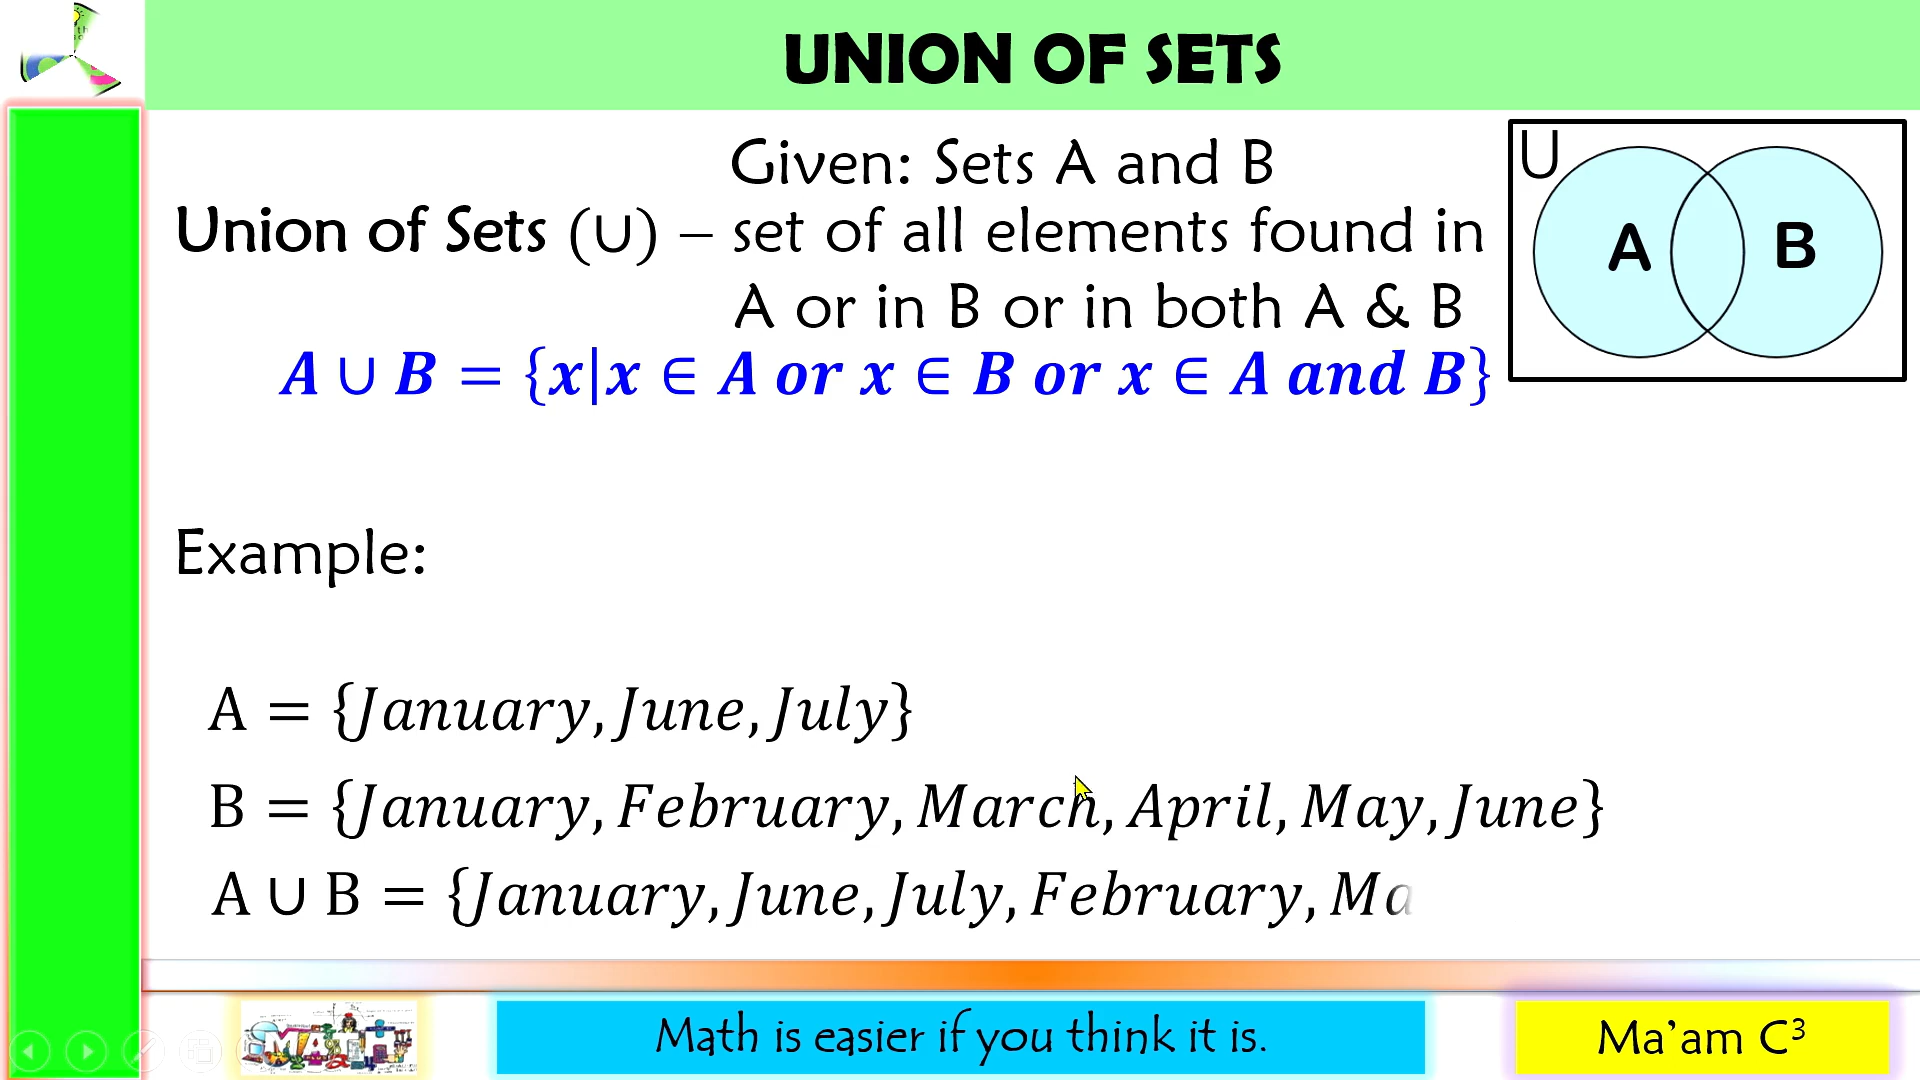 UNION OF SETS
Given: Sets A and B
Union of Sets (∪) – set of all elements found in
A or in B or in both A & B
A ∪ B = {x|x ∈ A or x ∈ B or x ∈ A and B}
U
A
B
Example:
A = {January, June, July}
B = {January, February, March, April, May, June}
A ∪ B = {January, June, July, February, Ma
MATH
Math is easier if you think it is.
Ma'am C³